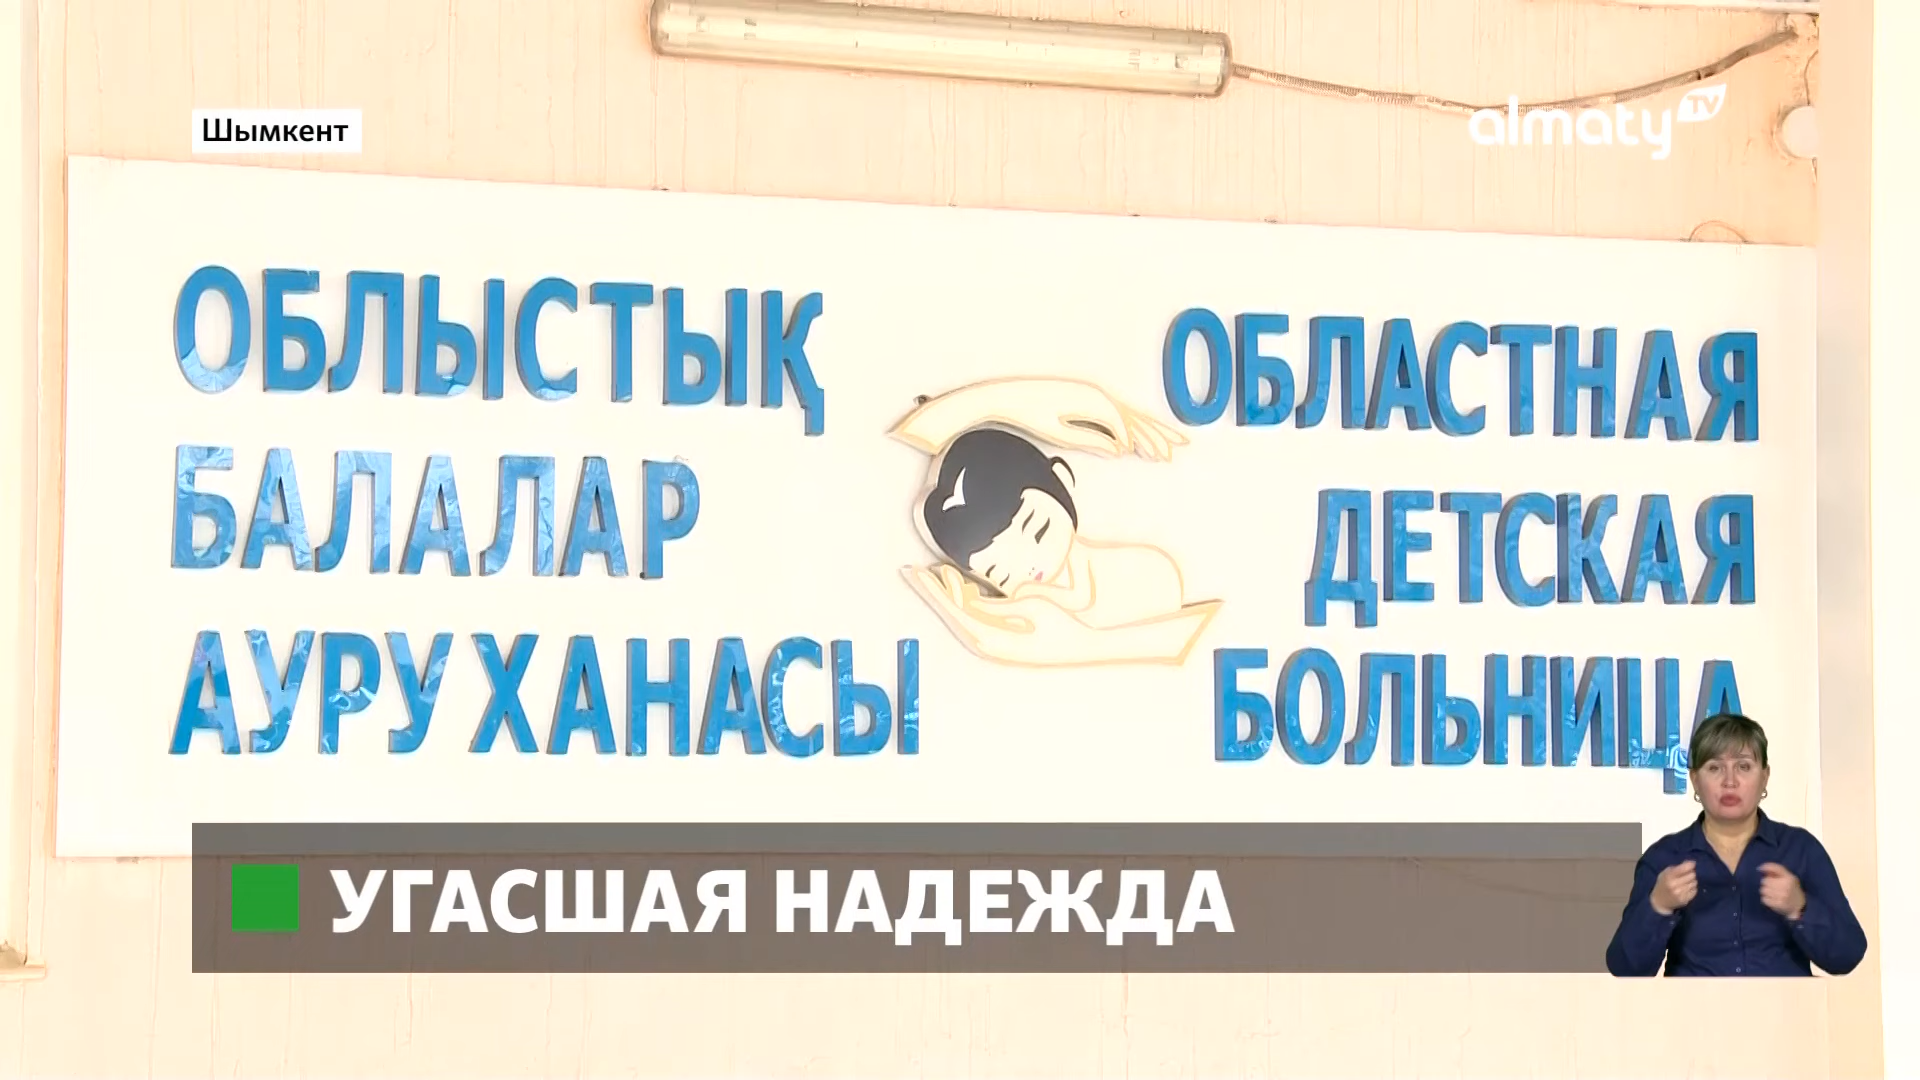 Шымкент
almaty TV
ОБЛЫСТЫҚ
БАЛАЛАР
АУРУХАНАСЫ
ОБЛАСТНАЯ
ДЕТСКАЯ
БОЛЬНИЦА
УГАСШАЯ НАДЕЖДА